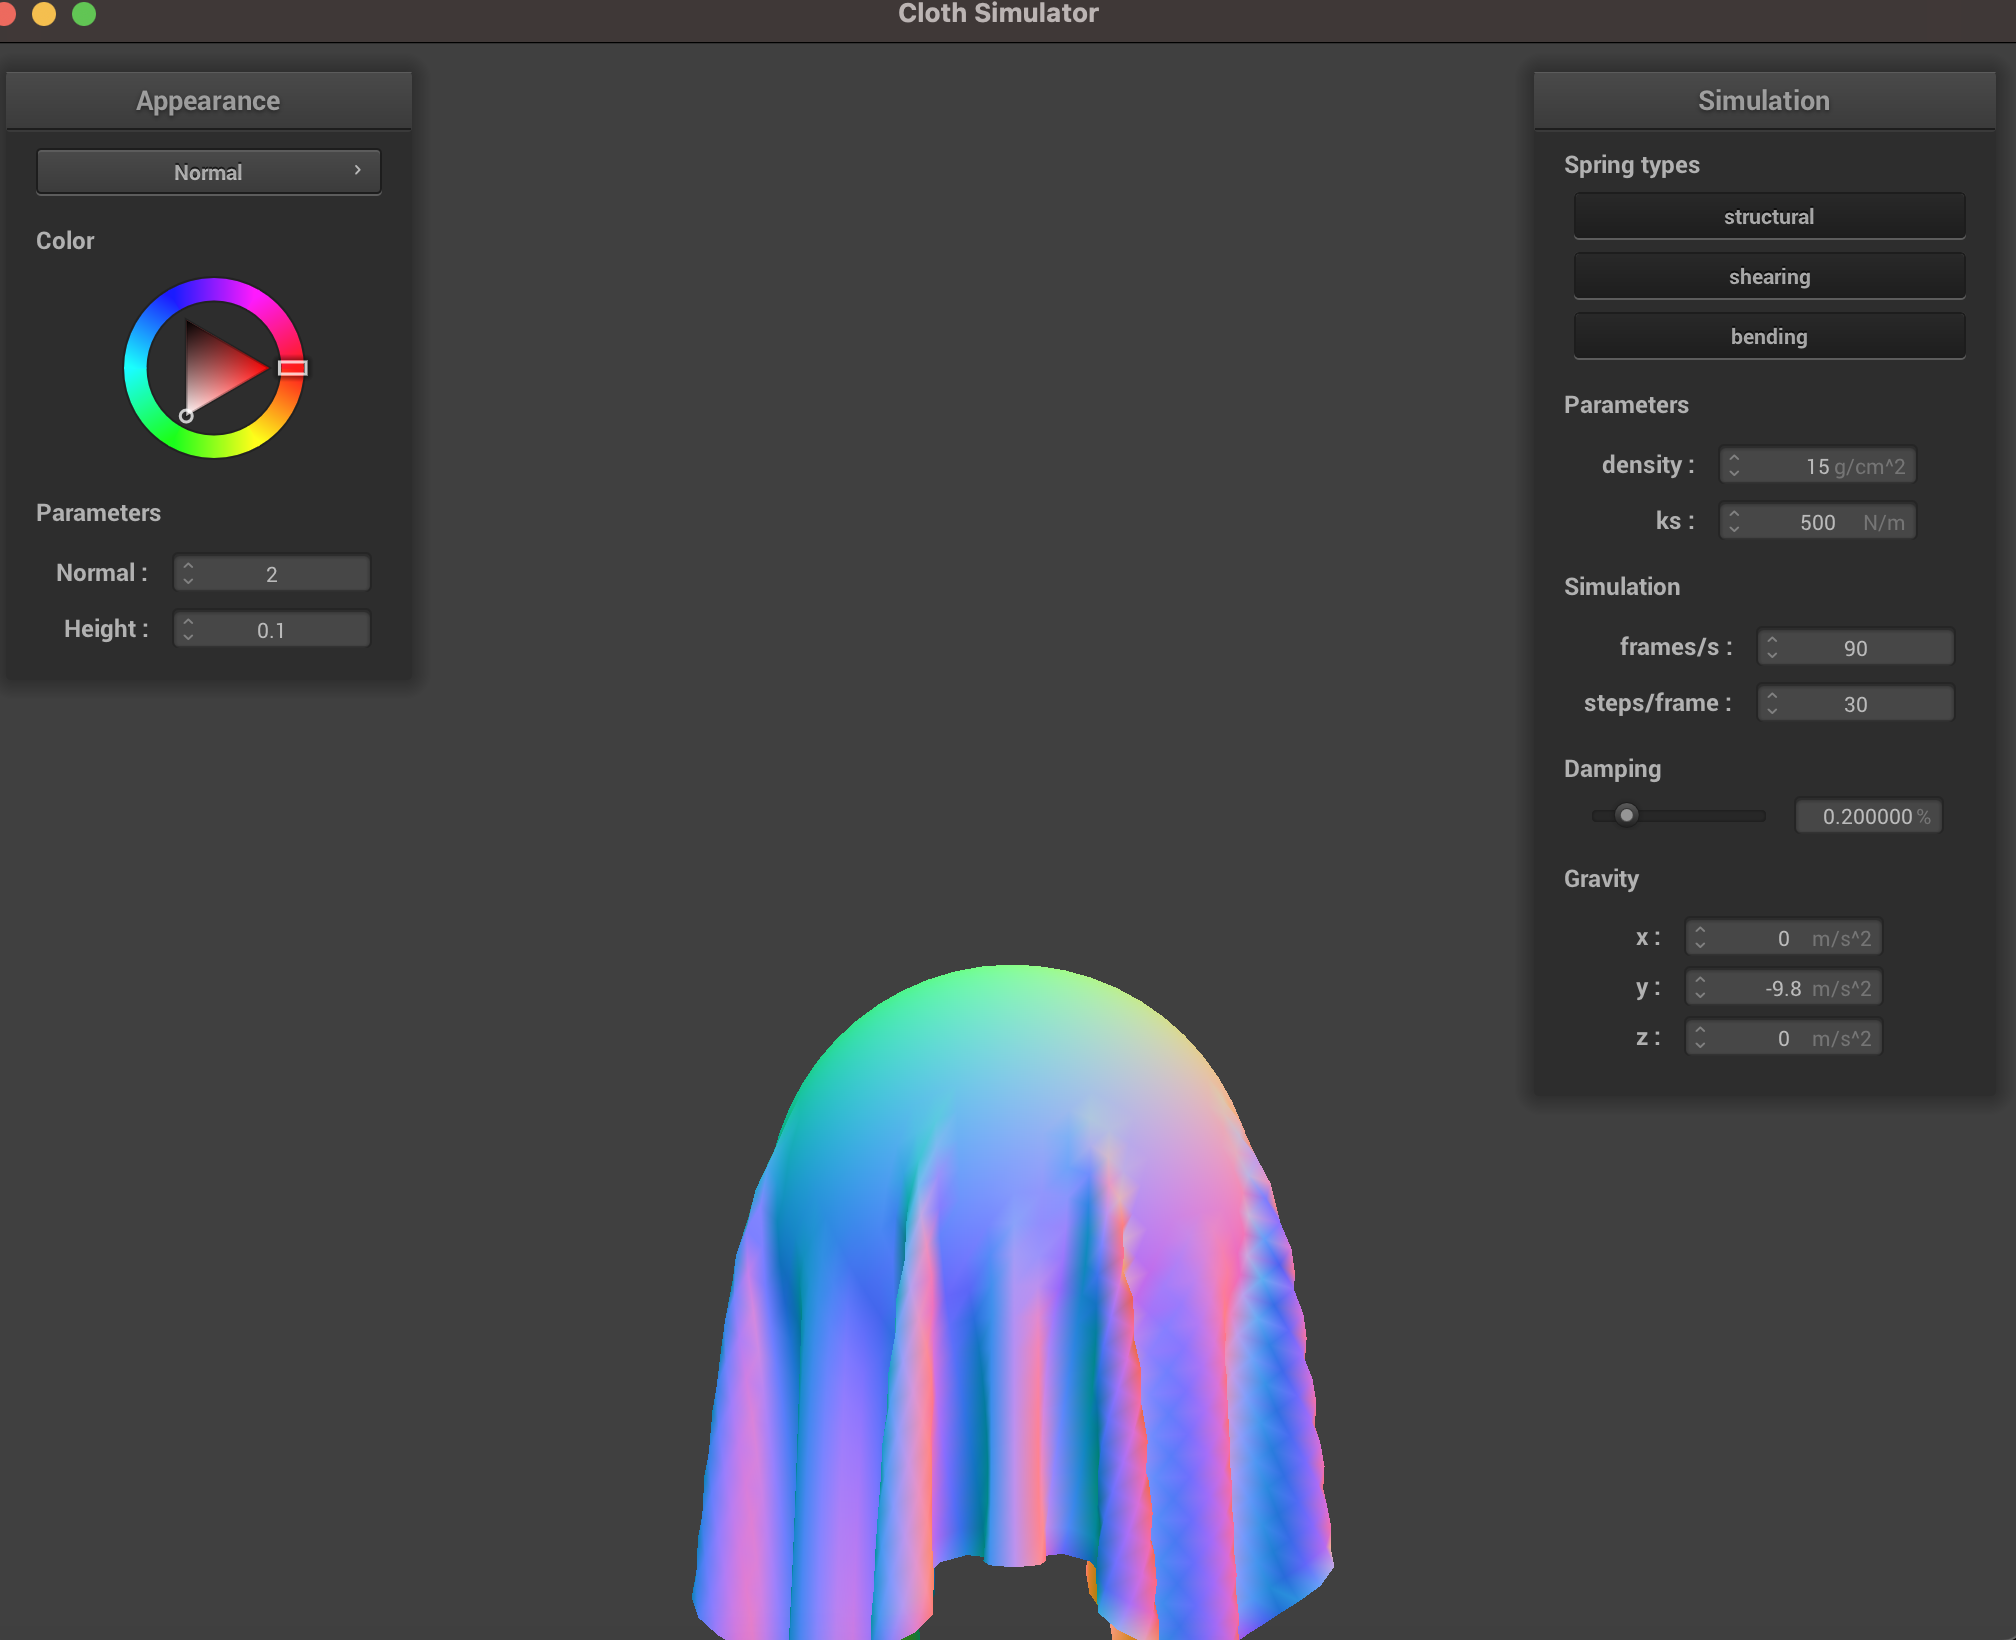 Cloth Simulator
Appearance
Normal
Color
Parameters
Normal : 2
Height : 0.1
Simulation
Spring types
structural
shearing
bending
Parameters
density : 15 g/cm^2
ks : 500 N/m
Simulation
frames/s : 90
steps/frame : 30
Damping
0.200000 %
Gravity
x : 0 m/s^2
y : -9.8 m/s^2
z : 0 m/s^2